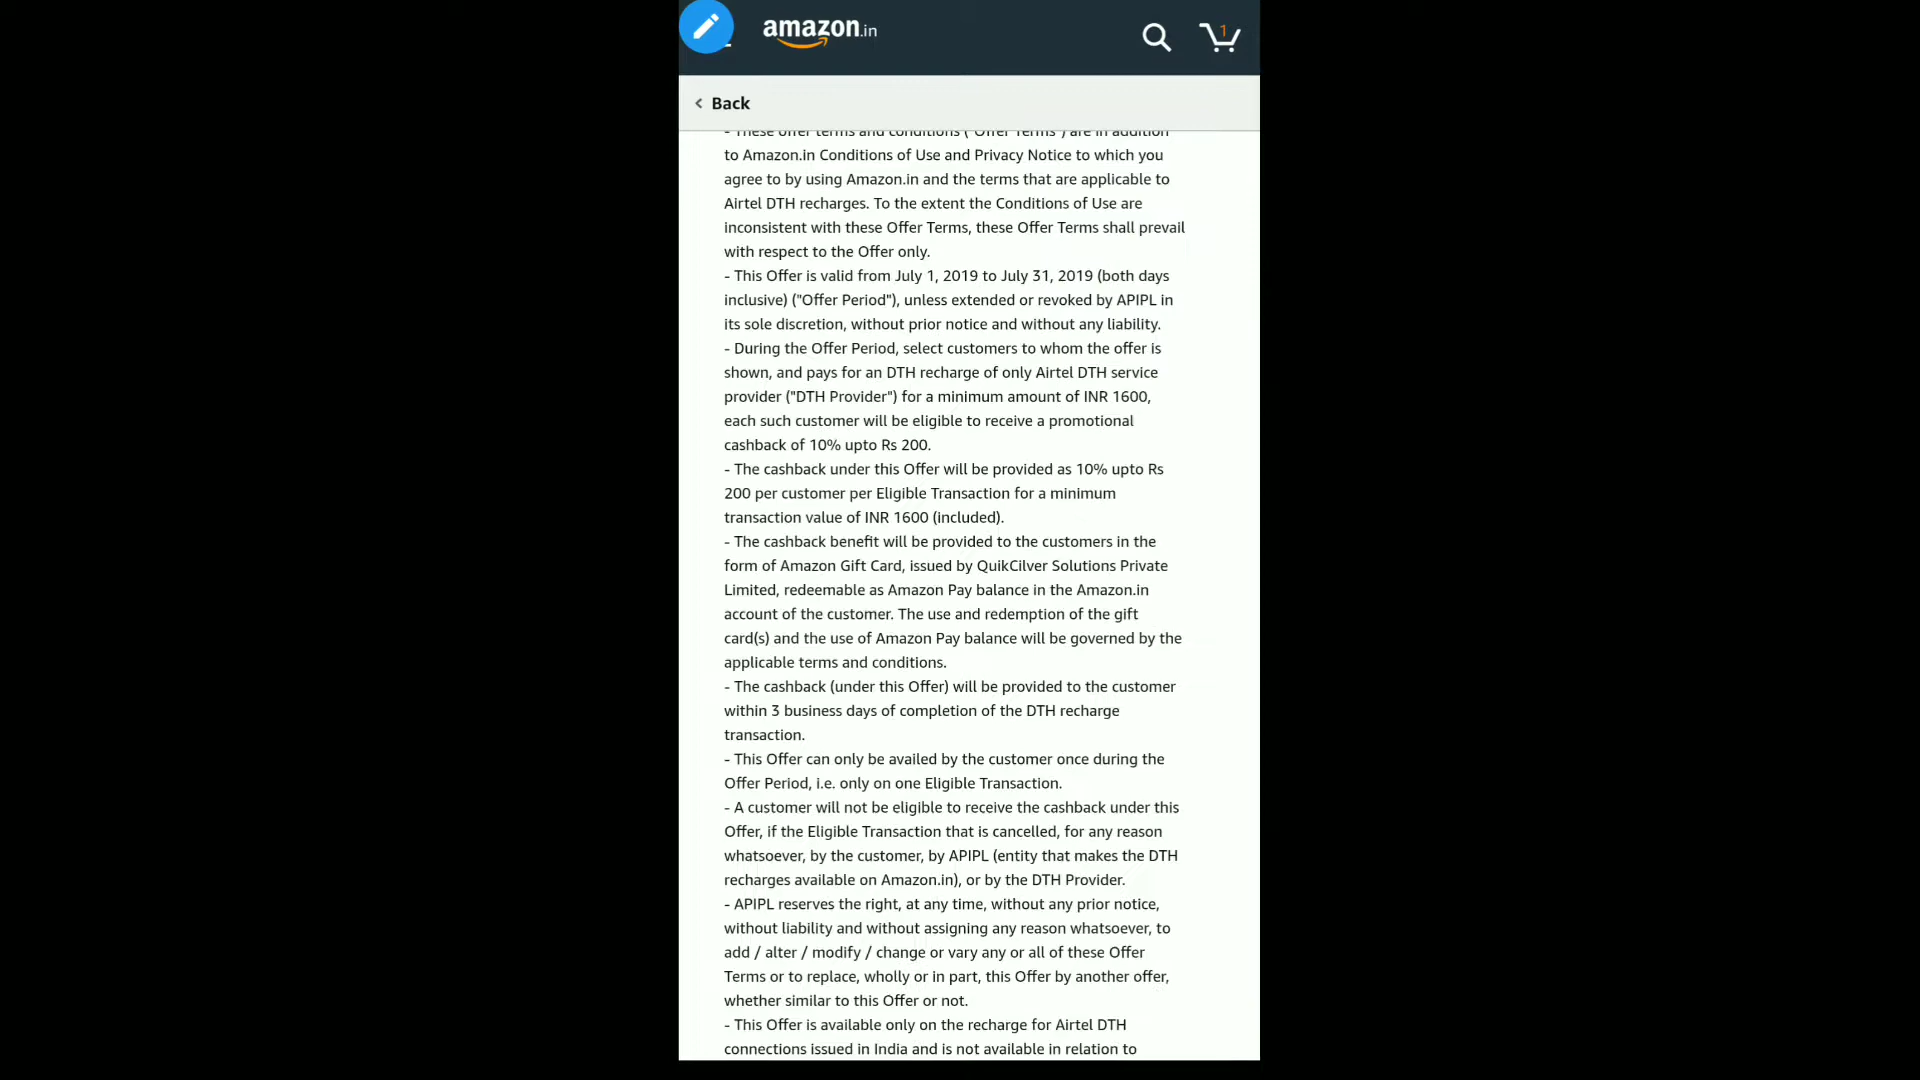 amazon.in
1
Back
- These offer terms and conditions ("Offer Terms") are in addition
to Amazon.in Conditions of Use and Privacy Notice to which you
agree to by using Amazon.in and the terms that are applicable to
Airtel DTH recharges. To the extent the Conditions of Use are
inconsistent with these Offer Terms, these Offer Terms shall prevail
with respect to the Offer only.
- This Offer is valid from July 1, 2019 to July 31, 2019 (both days
inclusive) ("Offer Period"), unless extended or revoked by APIPL in
its sole discretion, without prior notice and without any liability.
- During the Offer Period, select customers to whom the offer is
shown, and pays for an DTH recharge of only Airtel DTH service
provider ("DTH Provider") for a minimum amount of INR 1600,
each such customer will be eligible to receive a promotional
cashback of 10% upto Rs 200.
- The cashback under this Offer will be provided as 10% upto Rs
200 per customer per Eligible Transaction for a minimum
transaction value of INR 1600 (included).
- The cashback benefit will be provided to the customers in the
form of Amazon Gift Card, issued by QuikCilver Solutions Private
Limited, redeemable as Amazon Pay balance in the Amazon.in
account of the customer. The use and redemption of the gift
card(s) and the use of Amazon Pay balance will be governed by the
applicable terms and conditions.
- The cashback (under this Offer) will be provided to the customer
within 3 business days of completion of the DTH recharge
transaction.
- This Offer can only be availed by the customer once during the
Offer Period, i.e. only on one Eligible Transaction.
- A customer will not be eligible to receive the cashback under this
Offer, if the Eligible Transaction that is cancelled, for any reason
whatsoever, by the customer, by APIPL (entity that makes the DTH
recharges available on Amazon.in), or by the DTH Provider.
- APIPL reserves the right, at any time, without any prior notice,
without liability and without assigning any reason whatsoever, to
add / alter / modify / change or vary any or all of these Offer
Terms or to replace, wholly or in part, this Offer by another offer,
whether similar to this Offer or not.
- This Offer is available only on the recharge for Airtel DTH
connections issued in India and is not available in relation to